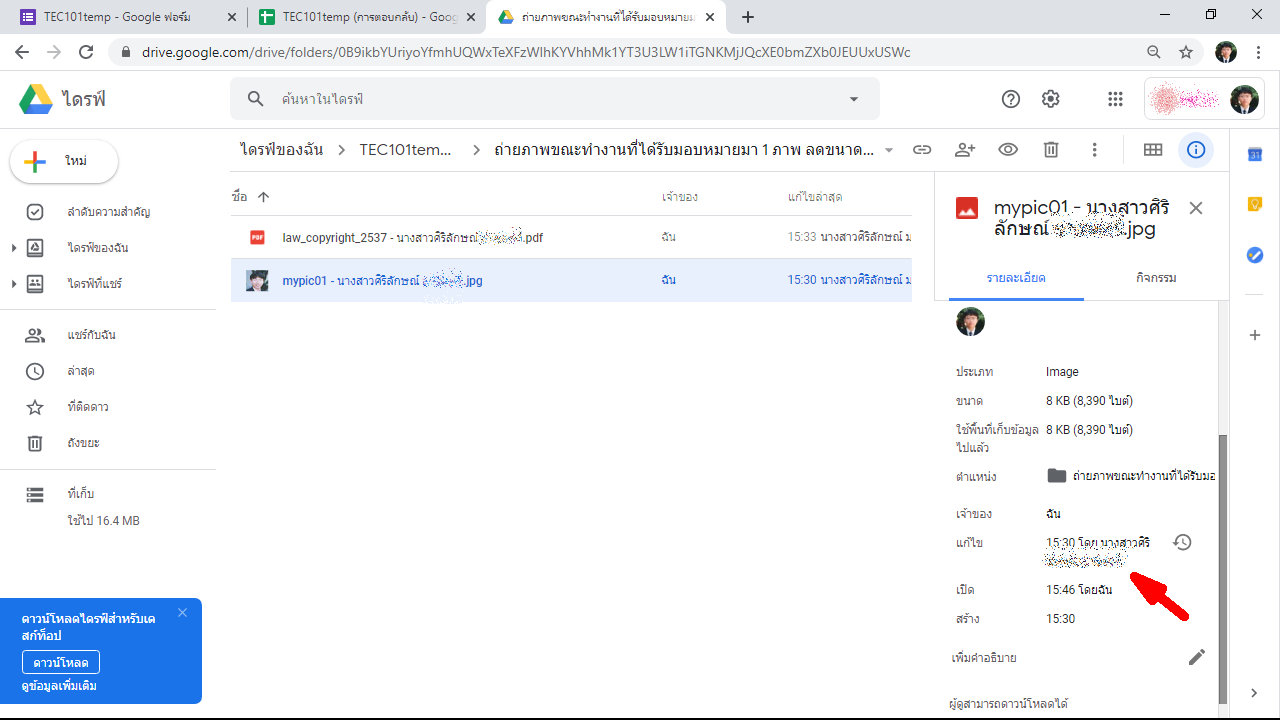 TEC101temp - Google ฟอร์ม
TEC101temp (การตอบกลับ) - Goog
ถ่ายภาพขณะทำงานที่ได้รับมอบหมายม
drive.google.com/drive/folders/0B9ikbYUriyoYfmhUQWxTeXFzWlhKYVhhMk1YT3U3LW1iTGNKMjJQcXE0bmZXb0JEUUxUSWc
ไดรฟ์
ค้นหาในไดรฟ์
ใหม่
ไดรฟ์ของฉัน
TEC101tem...
ถ่ายภาพขณะทำงานที่ได้รับมอบหมายมา 1 ภาพ ลดขนาด...
31
ลำดับความสำคัญ
ไดรฟ์ของฉัน
ไดรฟ์ที่แชร์
แชร์กับฉัน
ล่าสุด
ที่ติดดาว
ถังขยะ
ที่เก็บ
ใช้ไป 16.4 MB
ดาวน์โหลดไดรฟ์สำหรับเด
สก์ท็อป
ดาวน์โหลด
ดูข้อมูลเพิ่มเติม
ชื่อ
เจ้าของ
แก้ไขล่าสุด
PDF
law_copyright_2537 - นางสาวศิริลักษณ์ .pdf
ฉัน
15:33 นางสาวศิริลักษณ์ ม
mypic01 - นางสาวศิริลักษณ์ .jpg
ฉัน
15:30 นางสาวศิริลักษณ์ ม
mypic01 - นางสาวศิริ
ลักษณ์ .jpg
รายละเอียด
กิจกรรม
ประเภท Image
ขนาด 8 KB (8,390 ไบต์)
ใช้พื้นที่เก็บข้อมูล 8 KB (8,390 ไบต์)
ไปแล้ว
ตำแหน่ง ถ่ายภาพขณะทำงานที่ได้รับมอ
เจ้าของ ฉัน
แก้ไข 15:30 โดย นางสาวศิริ
เปิด 15:46 โดยฉัน
สร้าง 15:30
เพิ่มคำอธิบาย
ผู้ดูสามารถดาวน์โหลดได้